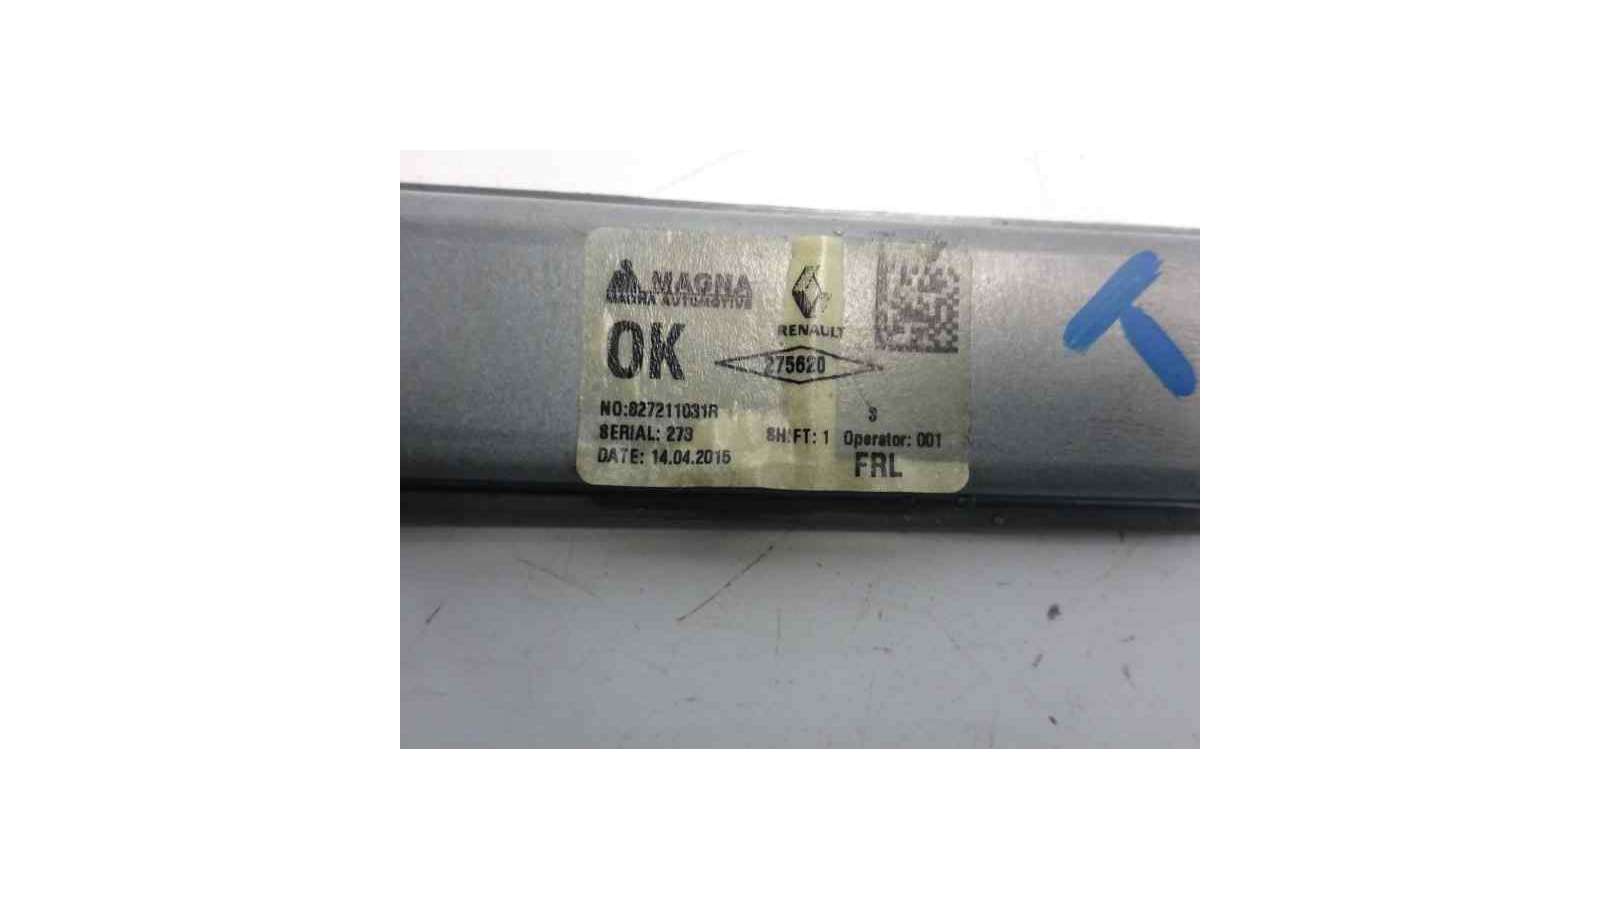 MAGNA
MAGNA AUTOMOTIVE
RENAULT
OK
275620
NO:827211031R
3
SERIAL: 273 SHIFT: 1 Operator: 001
DATE: 14.04.2015 FRL